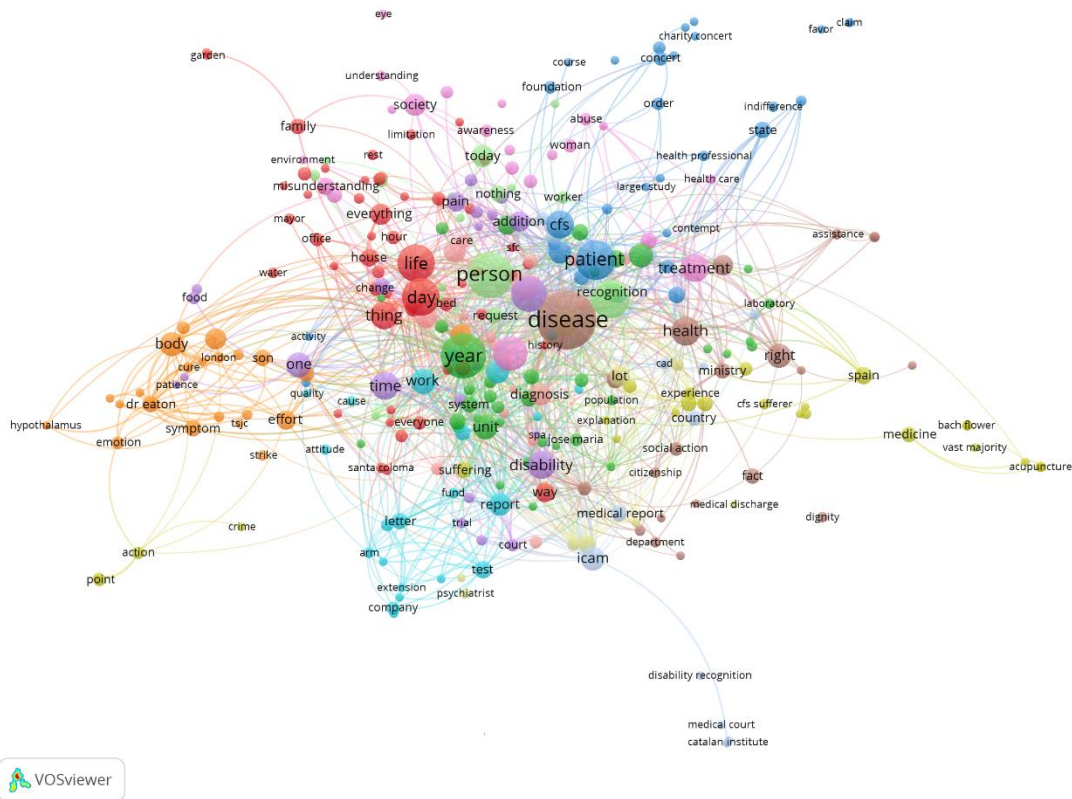 eye
claim
favor
charity concert
garden
concert
course
understanding
foundation
society
order
indifference
abuse
family
limitation
awareness
state
woman
rest
today
health professional
environment
health care
misunderstanding
larger study
nothing
worker
pain
everything
mayor
addition
cfs
contempt
assistance
office
hour
care
sfc
house
life
person
patient
treatment
water
change
food
day
bed
recognition
laboratory
thing
request
disease
activity
history
health
body
london
son
year
right
cure
one
cad
ministry
patience
time
work
lot
spain
quality
diagnosis
experience
dr eaton
cause
system
population
cfs sufferer
hypothalamus
symptom
tsjc
effort
everyone
unit
explanation
country
bach flower
emotion
attitude
spa
jose maria
medicine
strike
social action
vast majority
santa coloma
suffering
disability
citizenship
acupuncture
fact
fund
way
report
medical discharge
crime
letter
trial
medical report
dignity
action
arm
court
department
icam
point
test
extension
psychiatrist
company
disability recognition
medical court
catalan institute
VOSviewer